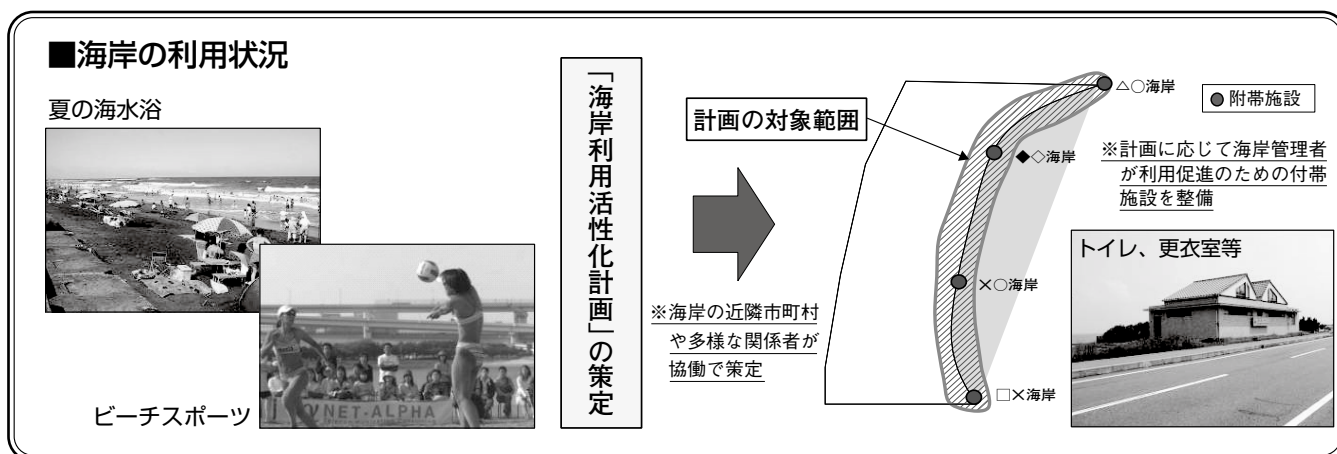 ■海岸の利用状況
夏の海水浴
ビーチスポーツ
NET-ALPHA
「海岸利用活性化計画」の策定
※海岸の近隣市町村
や多様な関係者が
協働で策定
計画の対象範囲
△○海岸
◆◇海岸
×○海岸
□×海岸
附帯施設
※計画に応じて海岸管理者
が利用促進のための付帯
施設を整備
トイレ、更衣室等